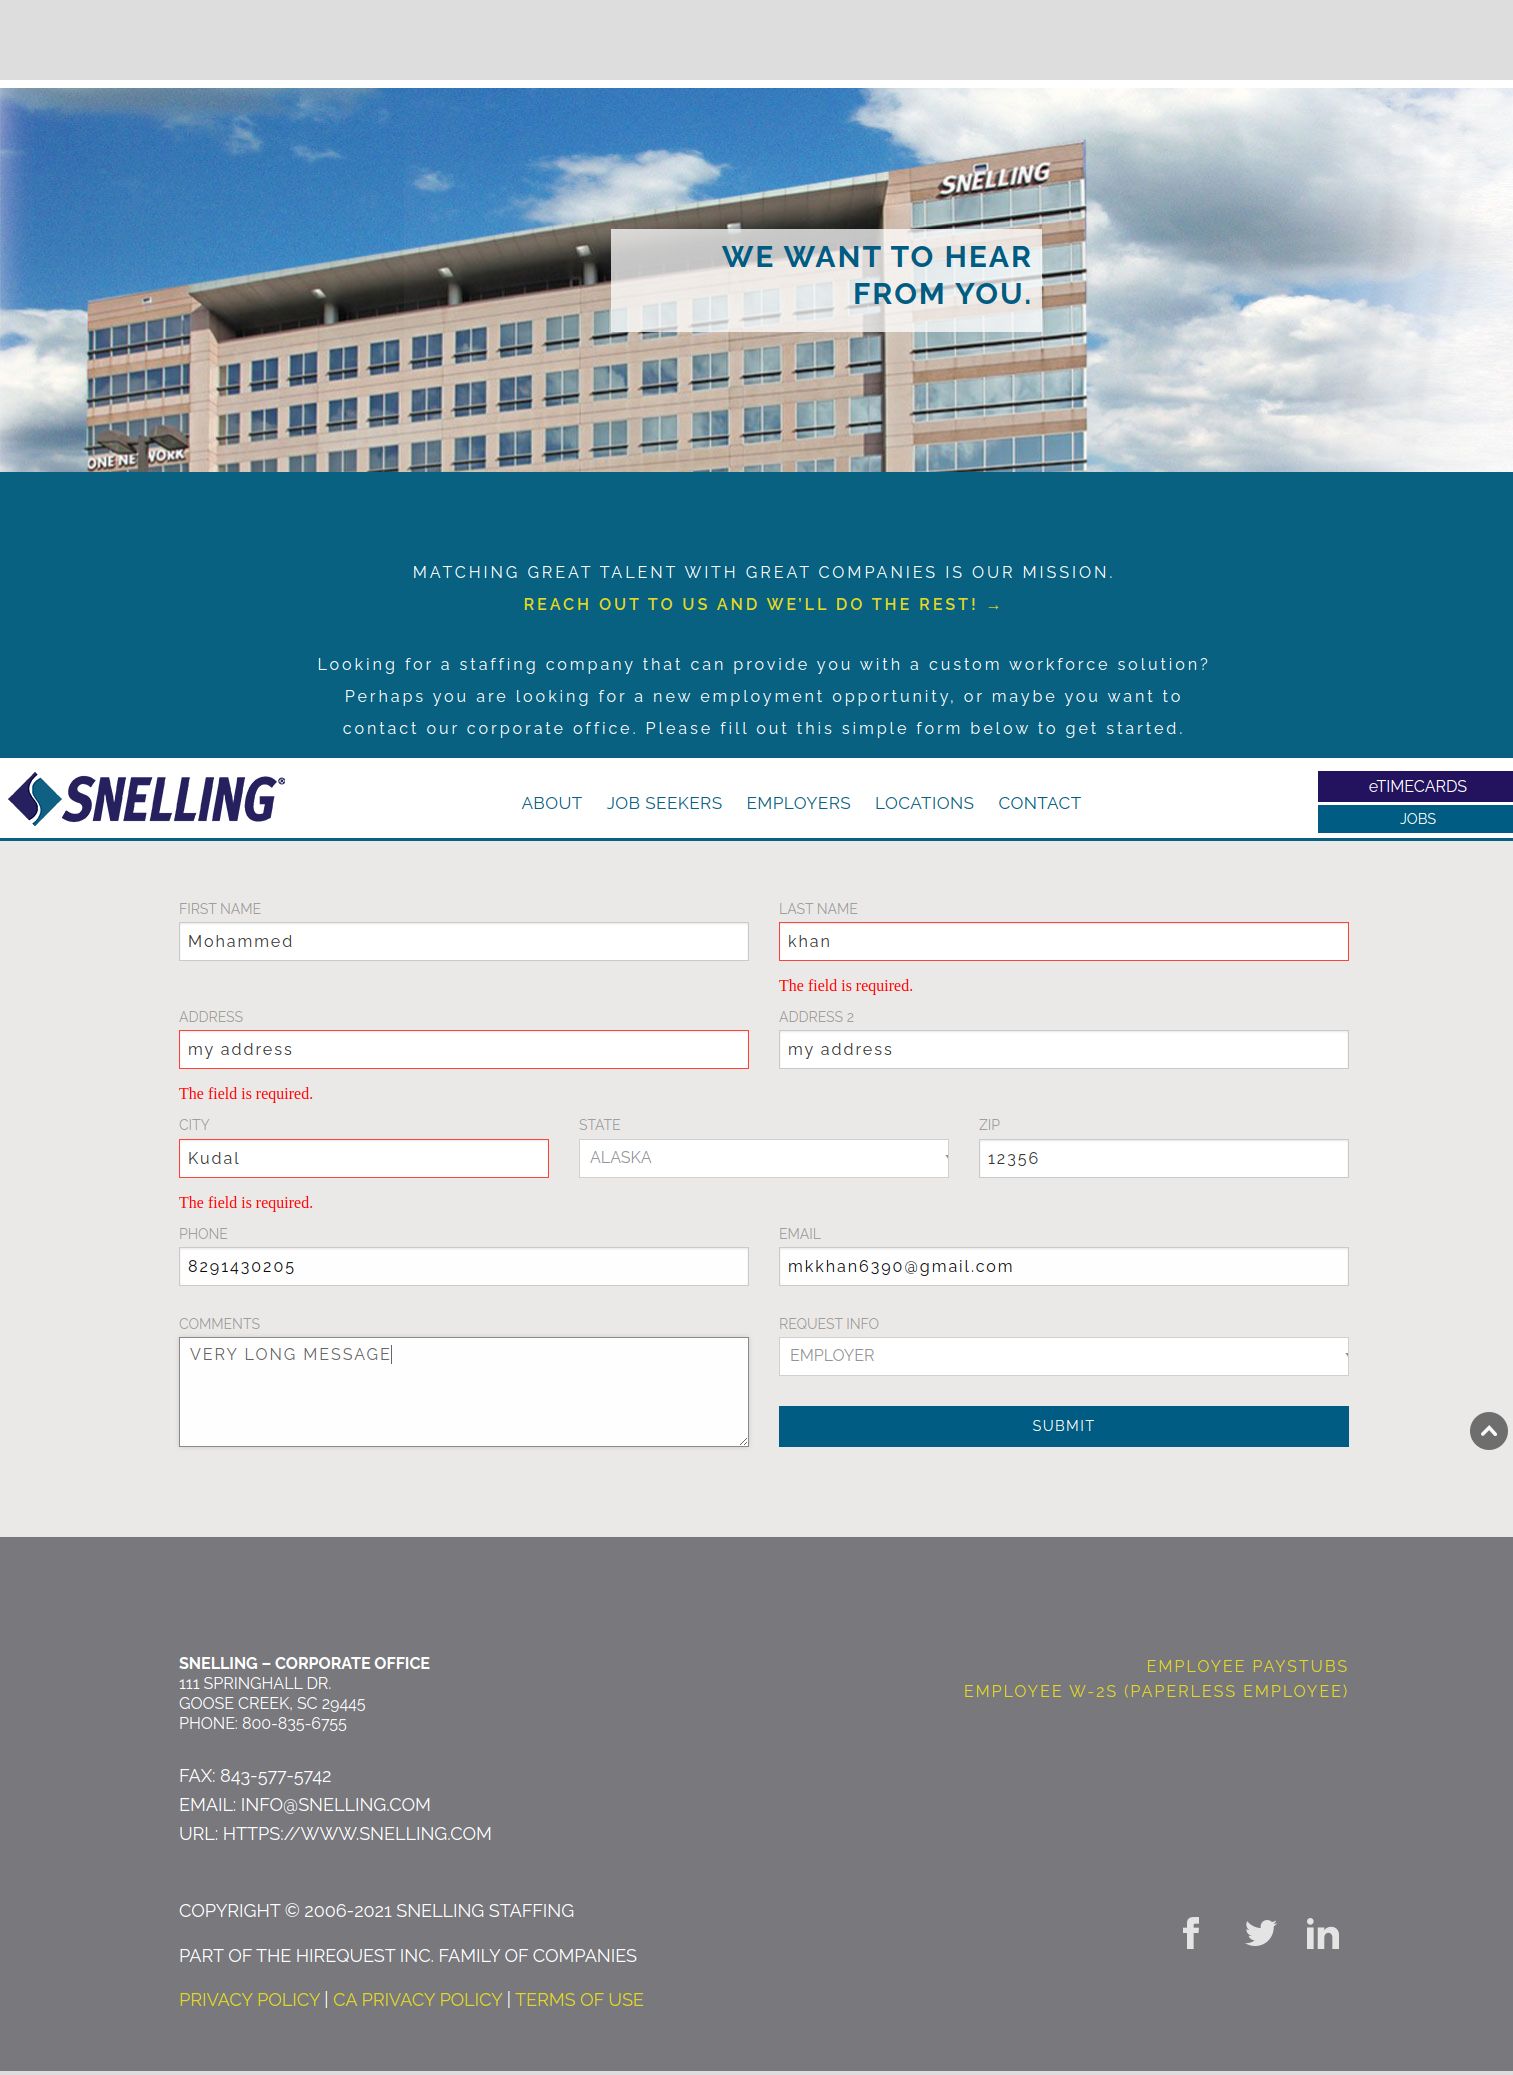 SNELLING
WE WANT TO HEAR
FROM YOU.
ONE NETWORK
MATCHING GREAT TALENT WITH GREAT COMPANIES IS OUR MISSION.
REACH OUT TO US AND WE'LL DO THE REST! →
Looking for a staffing company that can provide you with a custom workforce solution?
Perhaps you are looking for a new employment opportunity, or maybe you want to
contact our corporate office. Please fill out this simple form below to get started.
SNELLING®
ABOUT JOB SEEKERS EMPLOYERS LOCATIONS CONTACT
eTIMECARDS
JOBS
FIRST NAME LAST NAME
Mohammed khan
The field is required.
ADDRESS ADDRESS 2
my address my address
The field is required.
CITY STATE ZIP
Kudal ALASKA 12356
The field is required.
PHONE EMAIL
8291430205 mkkhan6390@gmail.com
COMMENTS REQUEST INFO
VERY LONG MESSAGE EMPLOYER
SUBMIT
SNELLING – CORPORATE OFFICE
111 SPRINGHALL DR.
GOOSE CREEK, SC 29445
PHONE: 800-835-6755
EMPLOYEE PAYSTUBS
EMPLOYEE W-2S (PAPERLESS EMPLOYEE)
FAX: 843-577-5742
EMAIL: INFO@SNELLING.COM
URL: HTTPS://WWW.SNELLING.COM
COPYRIGHT © 2006-2021 SNELLING STAFFING
PART OF THE HIREQUEST INC. FAMILY OF COMPANIES
PRIVACY POLICY | CA PRIVACY POLICY | TERMS OF USE